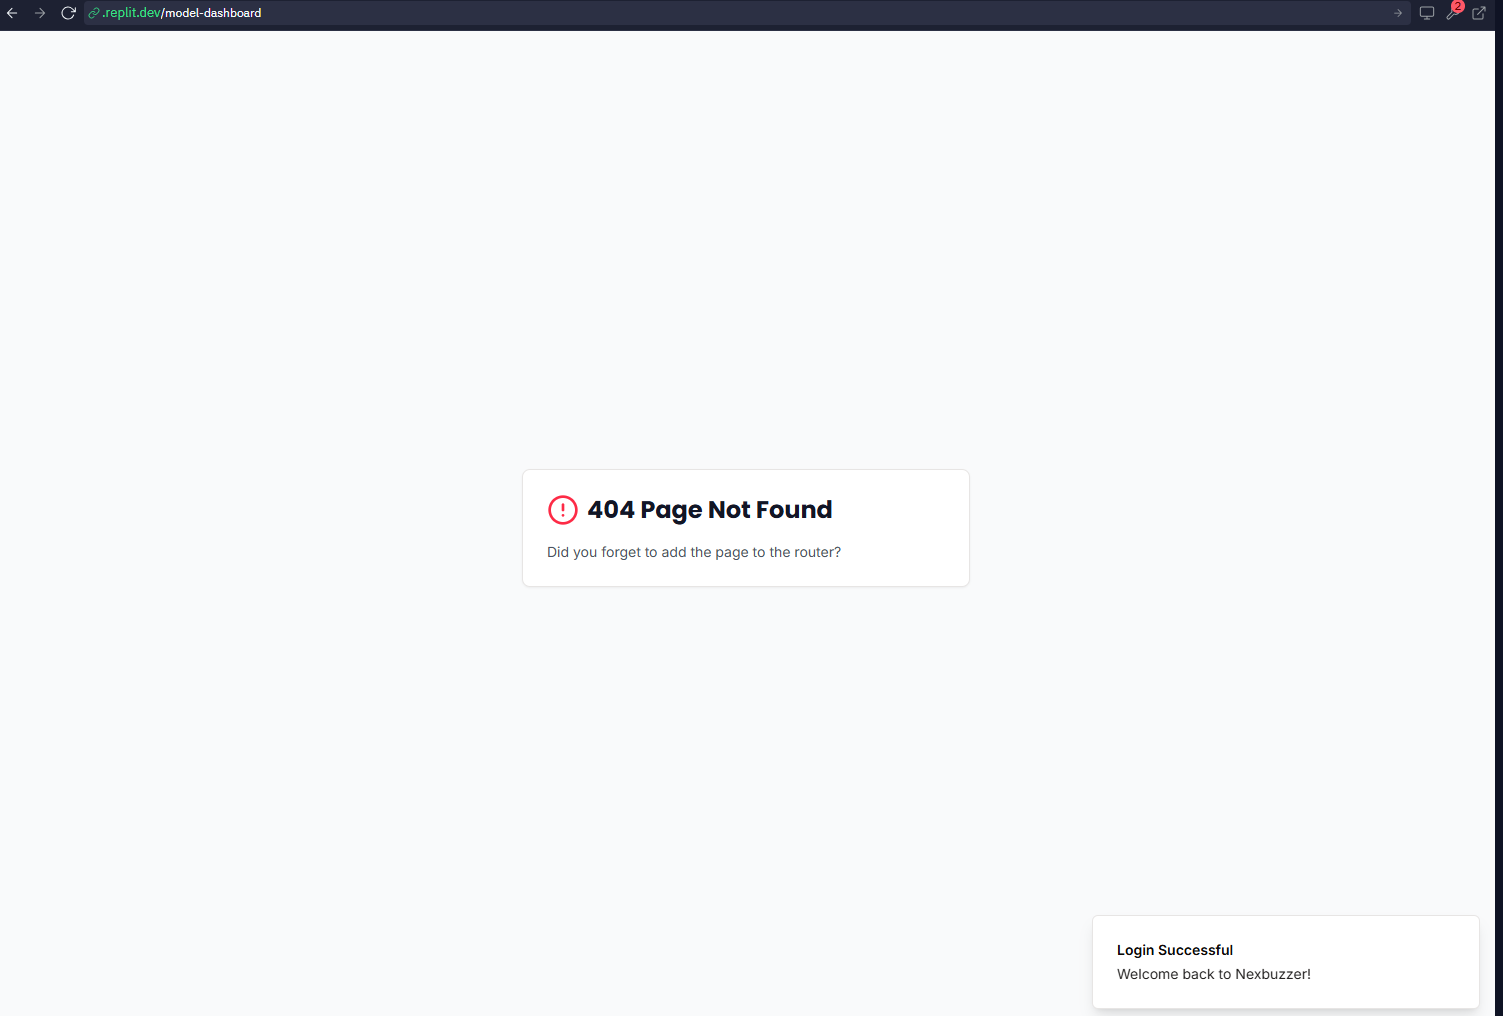 .replit.dev/model-dashboard
2
404 Page Not Found
Did you forget to add the page to the router?
Login Successful
Welcome back to Nexbuzzer!